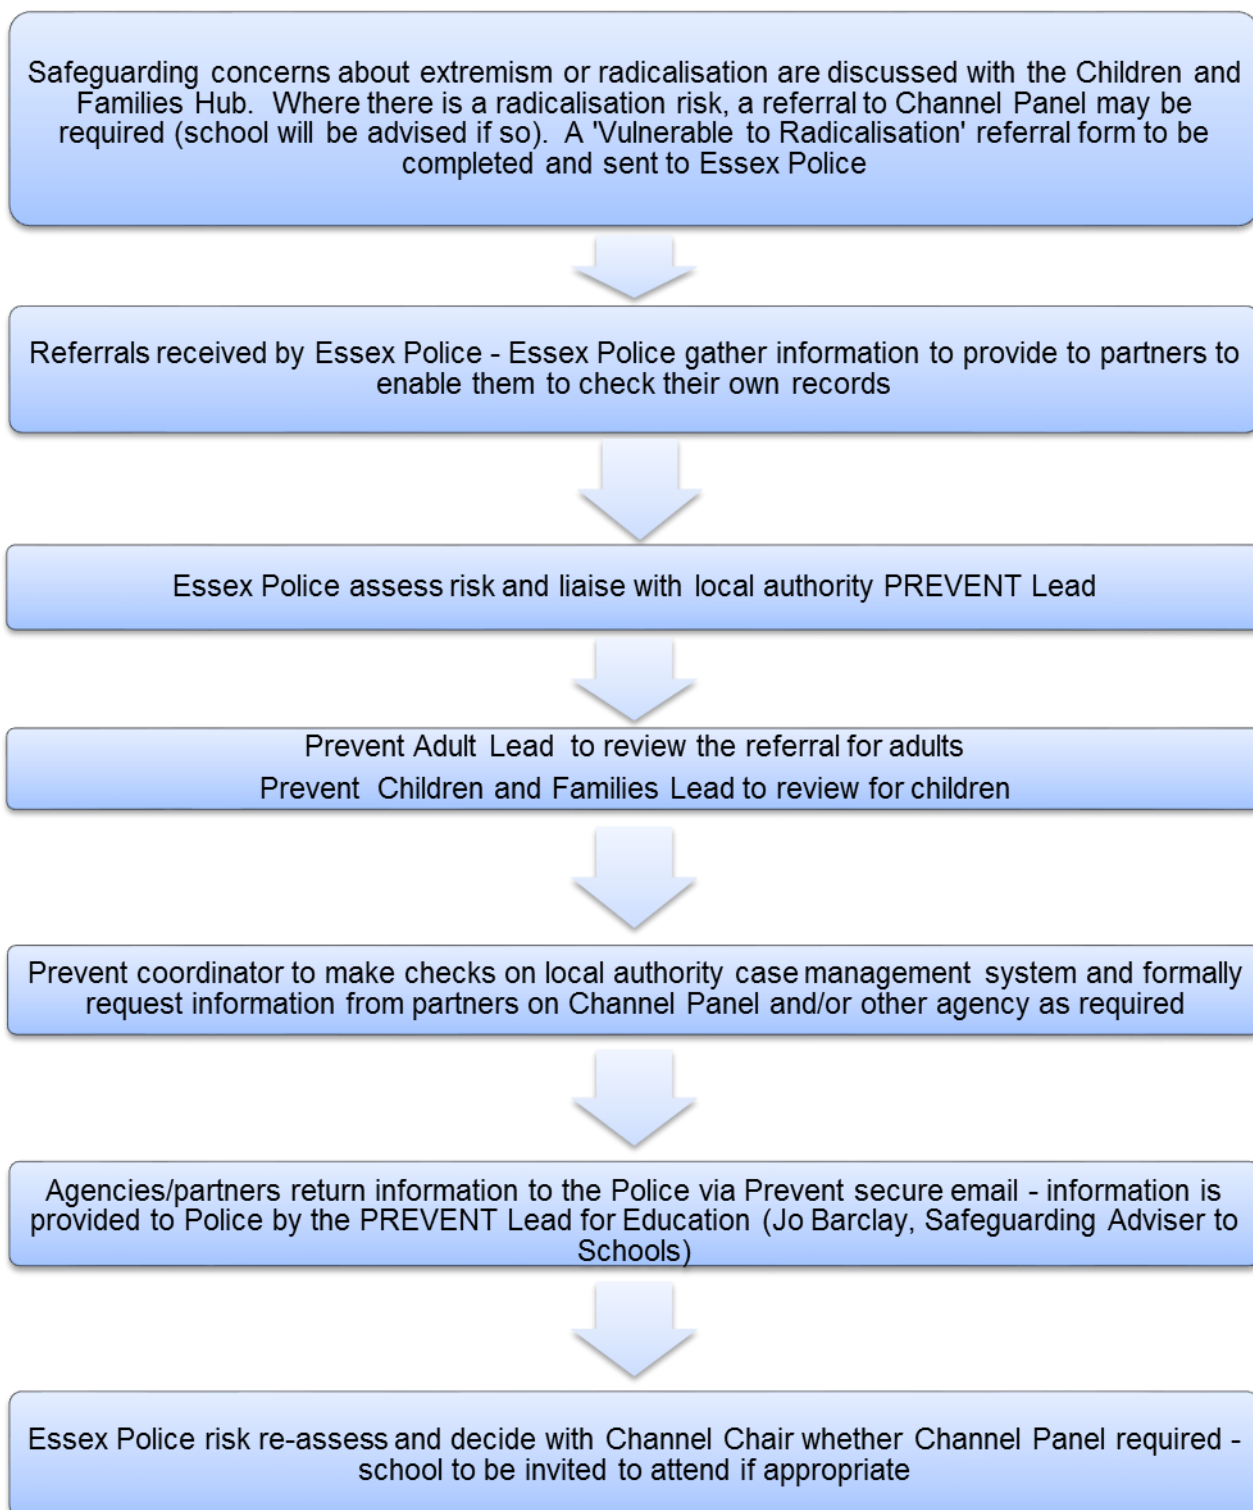 Safeguarding concerns about extremism or radicalisation are discussed with the Children and
Families Hub. Where there is a radicalisation risk, a referral to Channel Panel may be
required (school will be advised if so). A 'Vulnerable to Radicalisation' referral form to be
completed and sent to Essex Police
Referrals received by Essex Police - Essex Police gather information to provide to partners to
enable them to check their own records
Essex Police assess risk and liaise with local authority PREVENT Lead
Prevent Adult Lead to review the referral for adults
Prevent Children and Families Lead to review for children
Prevent coordinator to make checks on local authority case management system and formally
request information from partners on Channel Panel and/or other agency as required
Agencies/partners return information to the Police via Prevent secure email - information is
provided to Police by the PREVENT Lead for Education (Jo Barclay, Safeguarding Adviser to
Schools)
Essex Police risk re-assess and decide with Channel Chair whether Channel Panel required -
school to be invited to attend if appropriate